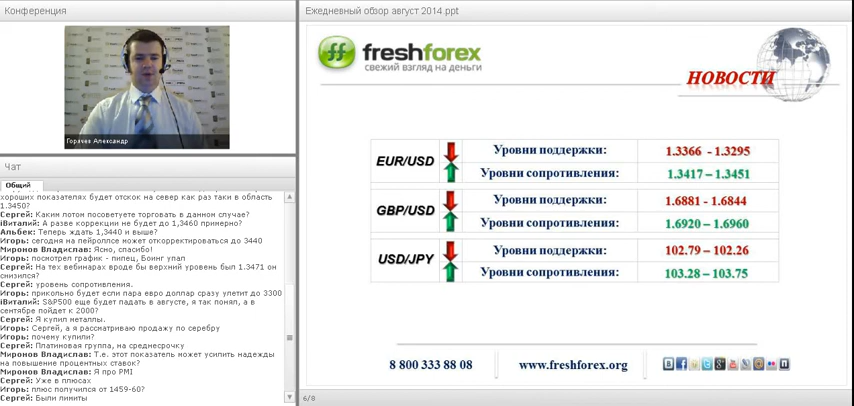 Конференция
Горячев Александр
Чат
Общий
хороших показателях будет отскок на север как раз таки в область
1.3450?
Сергей: Каким лотом посоветуете торговать в данном случае?
iВиталий: А разве коррекции не будет до 1,3460 примерно?
Альбек: Теперь ждать 1,3440 и выше?
Игорь: сегодня на пейроллсе может откорректироваться до 3440
Миронов Владислав: Ясно, спасибо!
Игорь: посмотрел график - пипец, Боинг упал
Сергей: На тех вебинарах вроде бы верхний уровень был 1.3471 он
снизился?
Сергей: уровень сопротивления.
Игорь: прикольно будет если пара евро доллар сразу улетит до 3300
iВиталий: S&P500 еще будет падать в августе, я так понял, а в
сентябре пойдет к 2000?
Сергей: Я купил металлы.
Игорь: Сергей, а я рассматриваю продажу по серебру
Игорь: почему купили?
Сергей: Платиновая группа, на среднесрочку
Миронов Владислав: Т.е. этот показатель может усилить надежды
на повышение процентных ставок?
Миронов Владислав: Я про PMI
Сергей: Уже в плюсах
Игорь: плюс получился от 1459-60?
Сергей: Были лимиты
Ежедневный обзор август 2014.ppt
freshforex
свежий взгляд на деньги
НОВОСТИ
EUR/USD
Уровни поддержки: 1.3366 - 1.3295
Уровни сопротивления: 1.3417 – 1.3451
GBP/USD
Уровни поддержки: 1.6881 - 1.6844
Уровни сопротивления: 1.6920 – 1.6960
USD/JPY
Уровни поддержки: 102.79 – 102.26
Уровни сопротивления: 103.28 – 103.75
8 800 333 88 08
www.freshforex.org
6/8